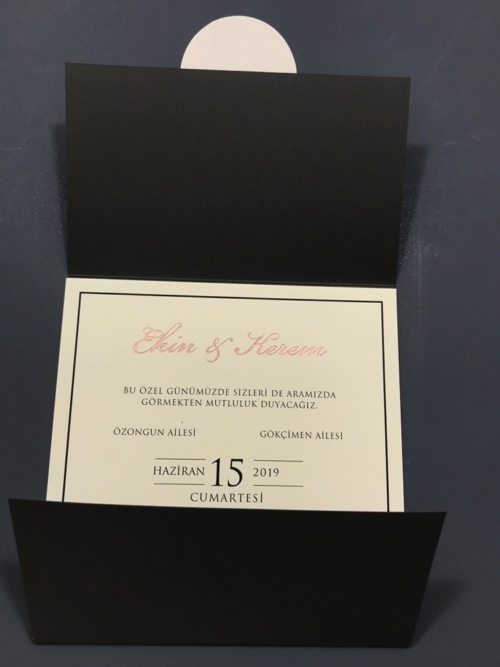 Ekin & Kerem
BU ÖZEL GÜNÜMÜZDE SİZLERİ DE ARAMIZDA
GÖRMEKTEN MUTLULUK DUYACAĞIZ.
ÖZONGUN AİLESİ GÖKÇİMEN AİLESİ
HAZİRAN 15 2019
CUMARTESİ